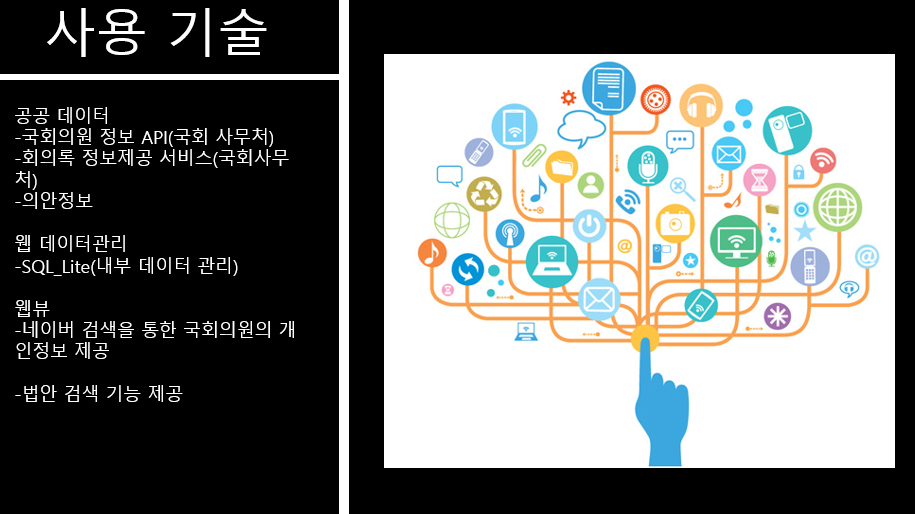 사용 기술
공공 데이터
-국회의원 정보 API(국회 사무처)
-회의록 정보제공 서비스(국회사무
처)
-의안정보
웹 데이터관리
-SQL_Lite(내부 데이터 관리)
웹뷰
-네이버 검색을 통한 국회의원의 개
인정보 제공
-법안 검색 기능 제공